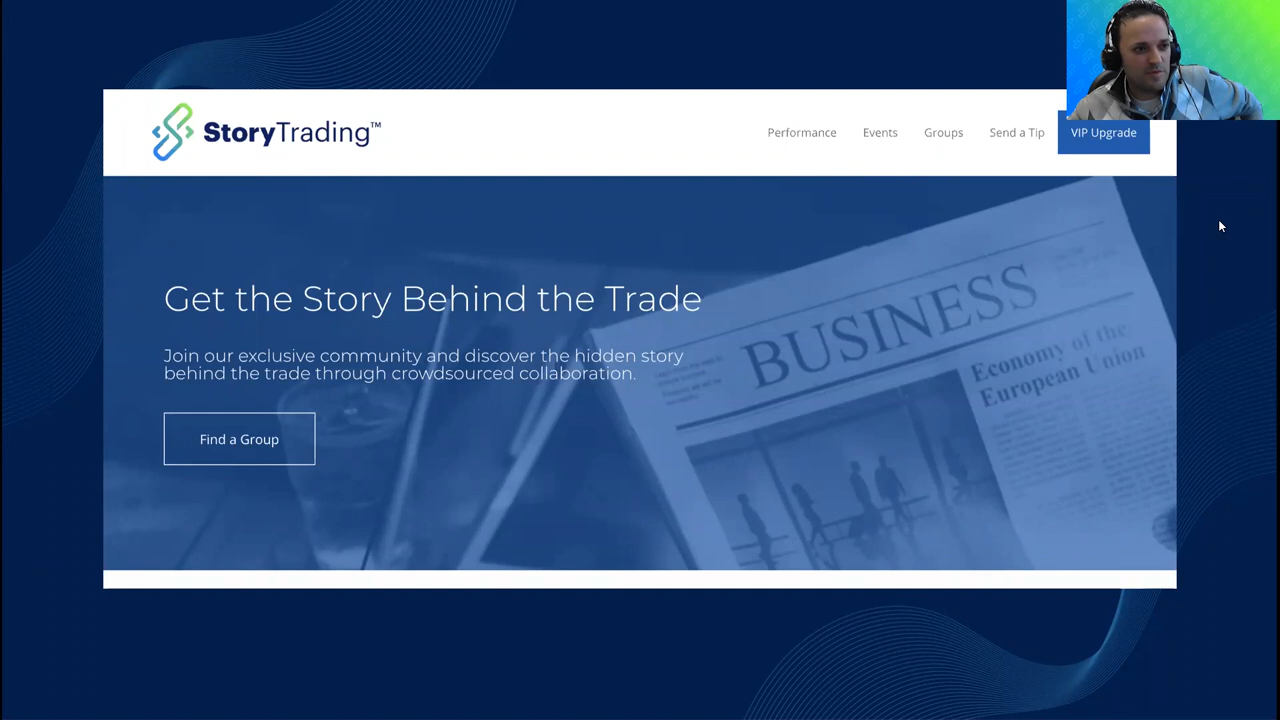 StoryTrading™
Performance Events Groups Send a Tip VIP Upgrade
Get the Story Behind the Trade
Join our exclusive community and discover the hidden story
behind the trade through crowdsourced collaboration.
Find a Group
BUSINESS
Economy of the
European Union